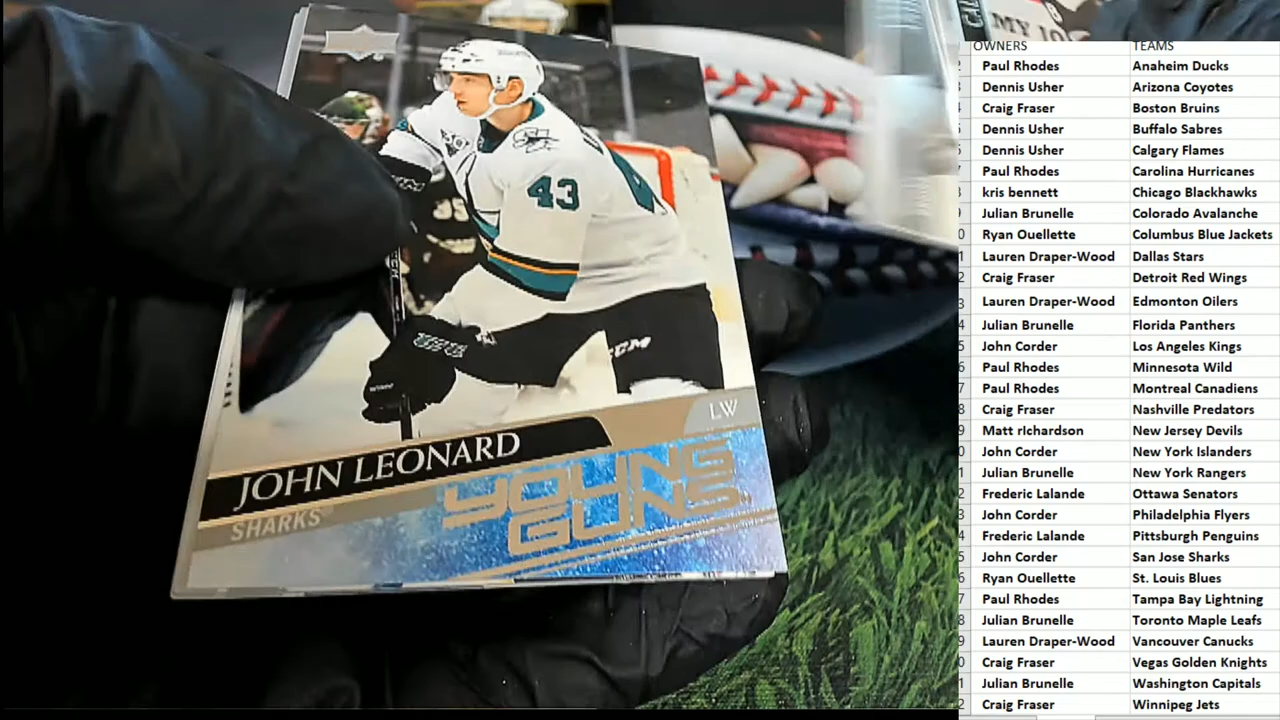 43
CCM
LW
JOHN LEONARD
SHARKS
YOUNG
GUNS
MY JO
OWNERS TEAMS
Paul Rhodes Anaheim Ducks
Dennis Usher Arizona Coyotes
Craig Fraser Boston Bruins
Dennis Usher Buffalo Sabres
Dennis Usher Calgary Flames
Paul Rhodes Carolina Hurricanes
kris bennett Chicago Blackhawks
Julian Brunelle Colorado Avalanche
Ryan Ouellette Columbus Blue Jackets
Lauren Draper-Wood Dallas Stars
Craig Fraser Detroit Red Wings
Lauren Draper-Wood Edmonton Oilers
Julian Brunelle Florida Panthers
John Corder Los Angeles Kings
Paul Rhodes Minnesota Wild
Paul Rhodes Montreal Canadiens
Craig Fraser Nashville Predators
Matt rIchardson New Jersey Devils
John Corder New York Islanders
Julian Brunelle New York Rangers
Frederic Lalande Ottawa Senators
John Corder Philadelphia Flyers
Frederic Lalande Pittsburgh Penguins
John Corder San Jose Sharks
Ryan Ouellette St. Louis Blues
Paul Rhodes Tampa Bay Lightning
Julian Brunelle Toronto Maple Leafs
Lauren Draper-Wood Vancouver Canucks
Craig Fraser Vegas Golden Knights
Julian Brunelle Washington Capitals
Craig Fraser Winnipeg Jets